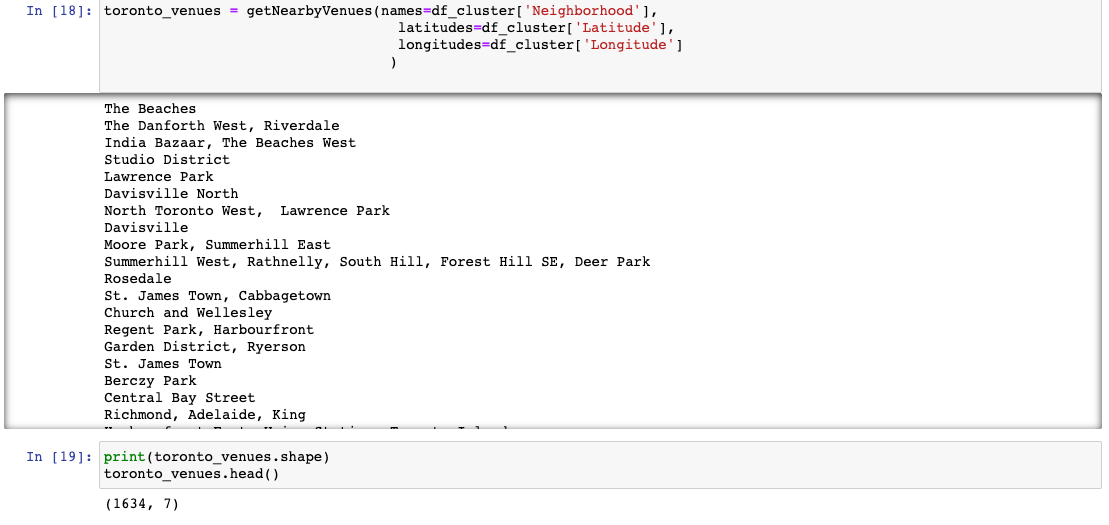 In [18]: toronto_venues = getNearbyVenues(names=df_cluster['Neighborhood'],
latitudes=df_cluster['Latitude'],
longitudes=df_cluster['Longitude']
)
The Beaches
The Danforth West, Riverdale
India Bazaar, The Beaches West
Studio District
Lawrence Park
Davisville North
North Toronto West,  Lawrence Park
Davisville
Moore Park, Summerhill East
Summerhill West, Rathnelly, South Hill, Forest Hill SE, Deer Park
Rosedale
St. James Town, Cabbagetown
Church and Wellesley
Regent Park, Harbourfront
Garden District, Ryerson
St. James Town
Berczy Park
Central Bay Street
Richmond, Adelaide, King
In [19]: print(toronto_venues.shape)
toronto_venues.head()
(1634, 7)